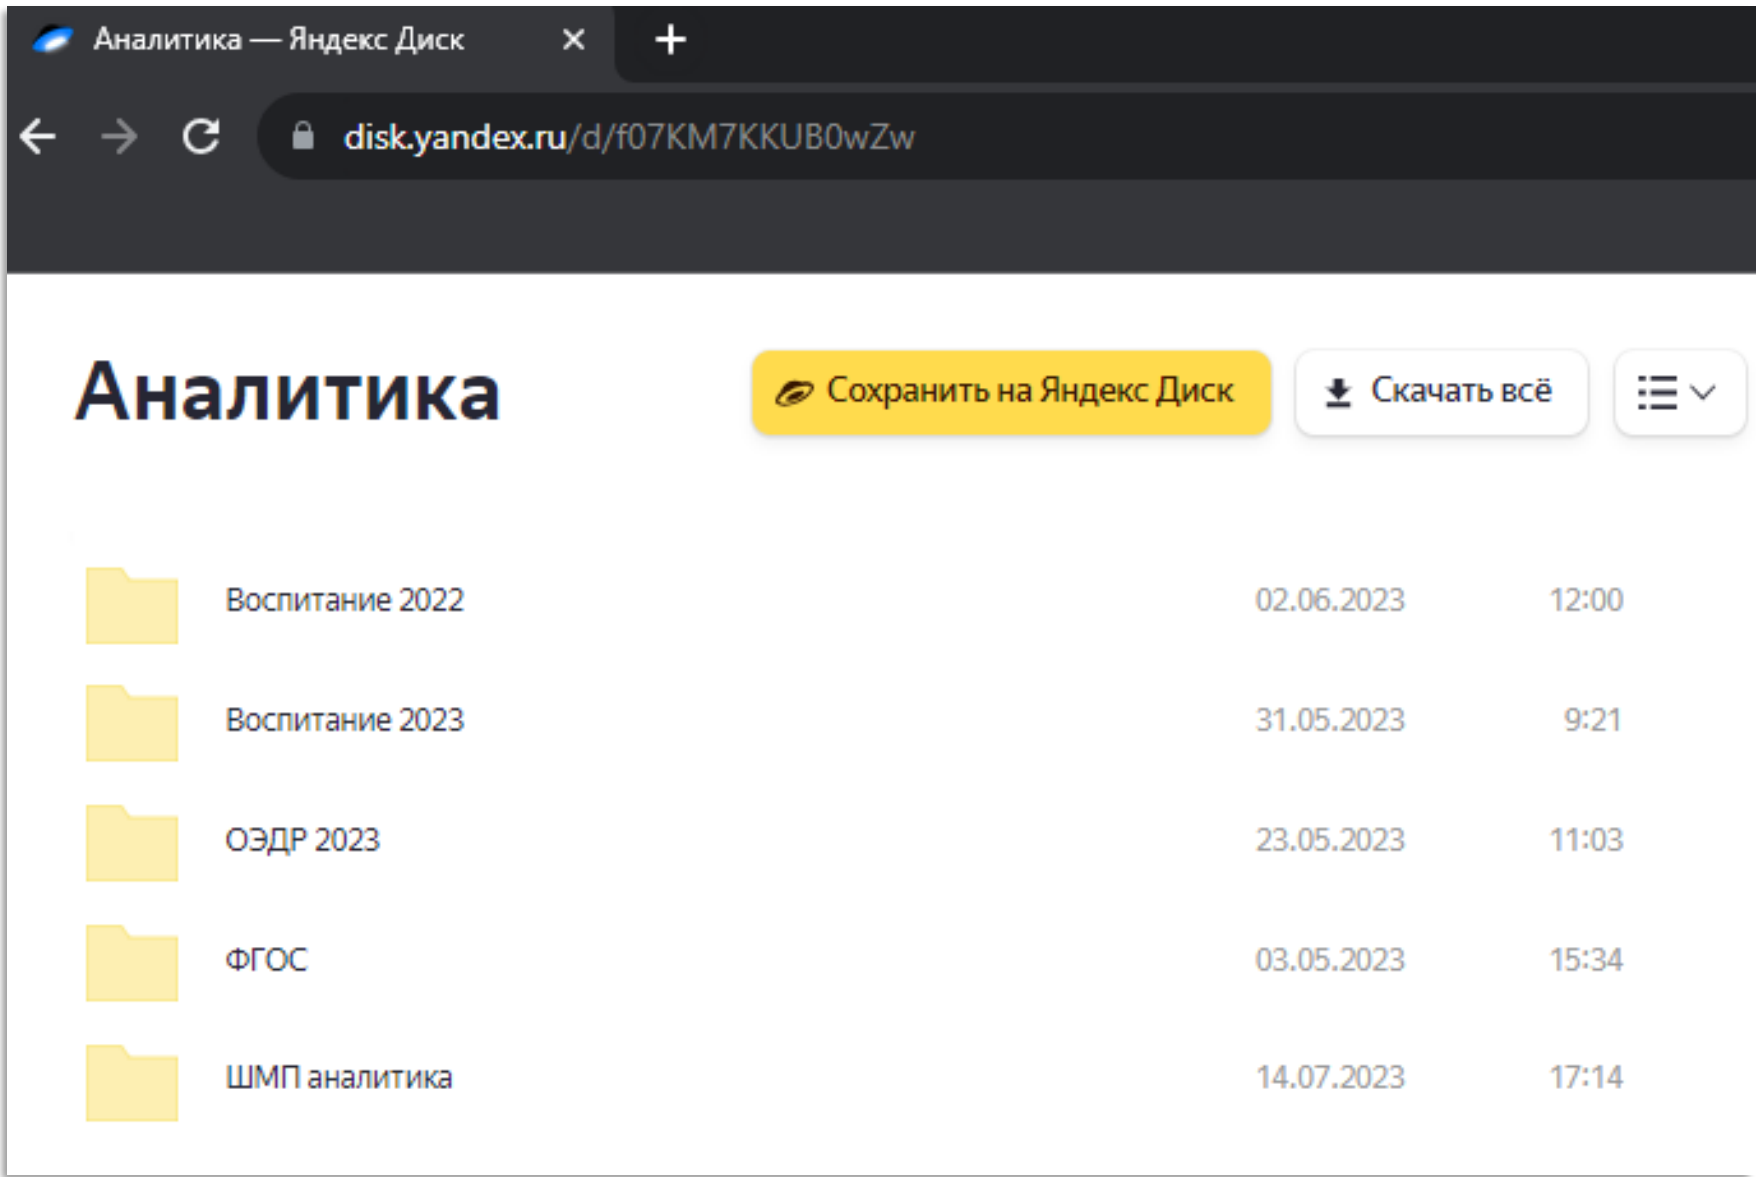 Аналитика — Яндекс Диск
disk.yandex.ru/d/f07KM7KKUB0wZw
Аналитика Сохранить на Яндекс Диск Скачать всё
Воспитание 2022 02.06.2023 12:00
Воспитание 2023 31.05.2023 9:21
ОЭДР 2023 23.05.2023 11:03
ФГОС 03.05.2023 15:34
ШМП аналитика 14.07.2023 17:14